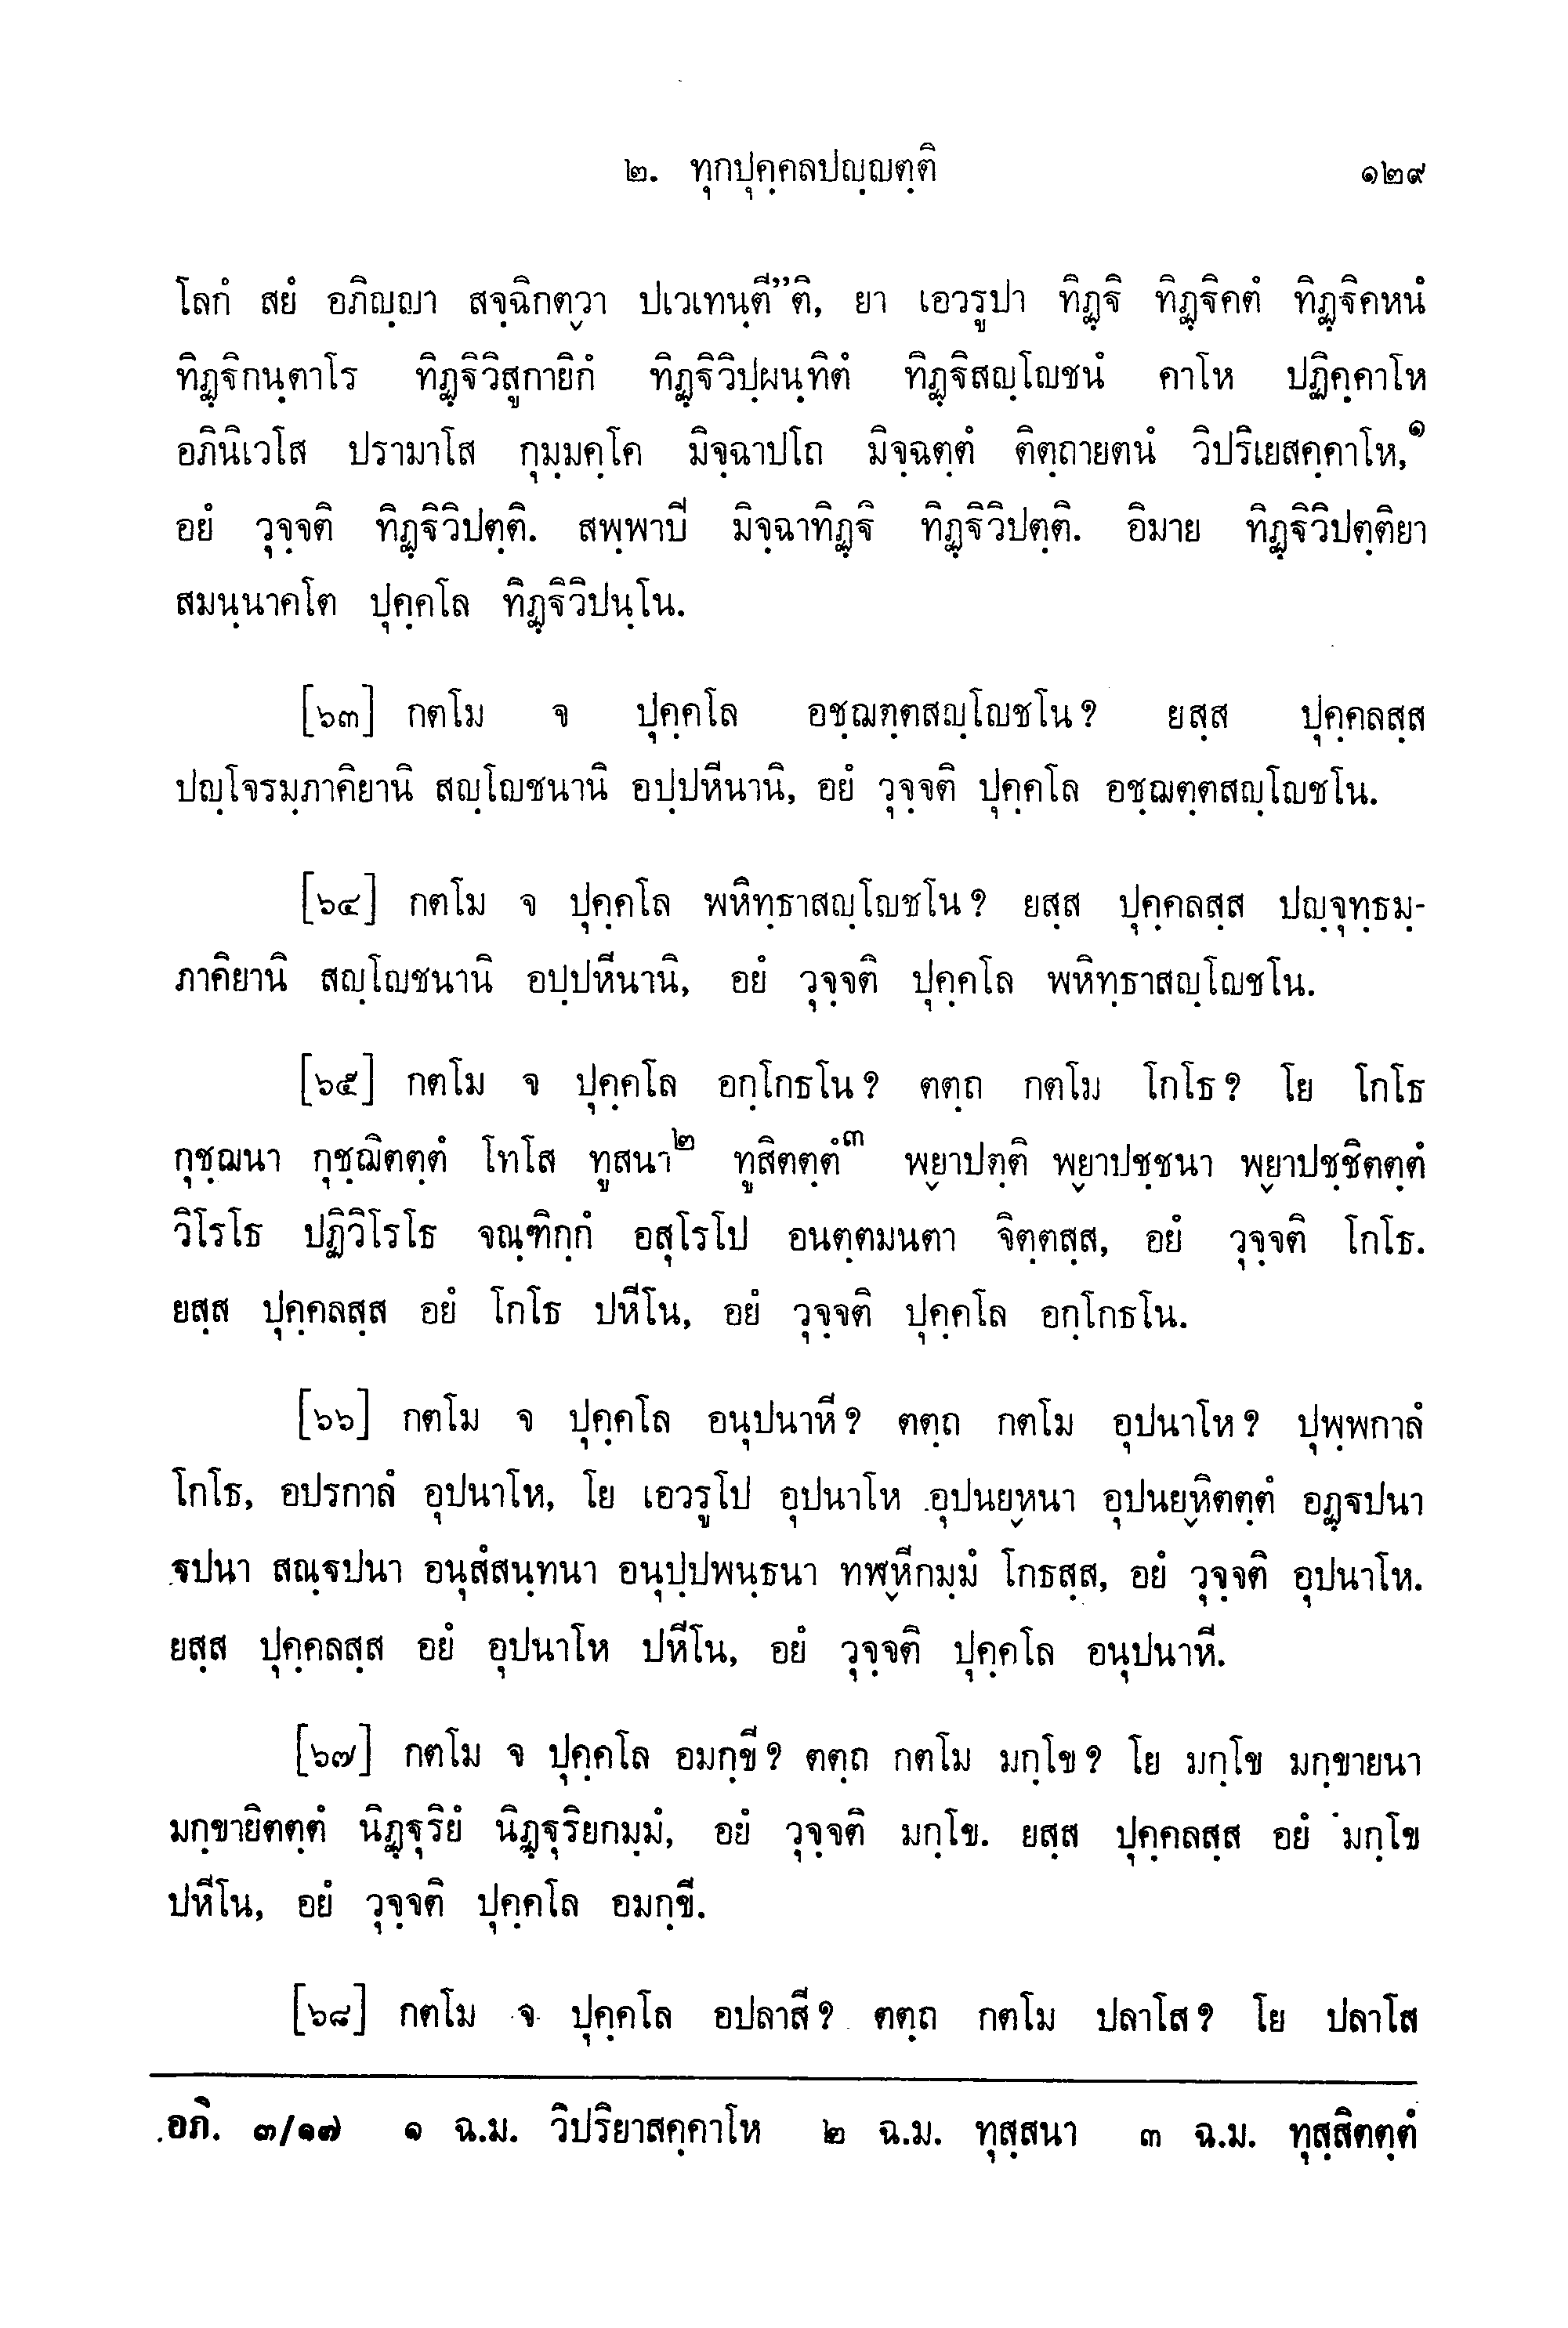 ๒. ทุกปุคฺคลปญฺญตฺติ ๑๒๙
โลกํ สยํ อภิญฺญา สจฺฉิกตฺวา ปเวเทนฺตี”ติ, ยา เอวรูปา ทิฏฺฐิ ทิฏฺฐิคตํ ทิฏฺฐิคหนํ
ทิฏฺฐิกนฺตาโร ทิฏฺฐิวิสูกายิกํ ทิฏฺฐิวิปฺผนฺทิตํ ทิฏฺฐิสญฺโญชนํ คาโห ปฏิคฺคาโห
อภินิเวโส ปรามาโส กุมฺมคฺโค มิจฺฉาปโถ มิจฺฉตฺตํ ติตฺถายตนํ วิปริเยสคฺคาโห,๑
อยํ วุจฺจติ ทิฏฺฐิวิปตฺติ. สพฺพาปิ มิจฺฉาทิฏฺฐิ ทิฏฺฐิวิปตฺติ. อิมาย ทิฏฺฐิวิปตฺติยา
สมนฺนาคโต ปุคฺคโล ทิฏฺฐิวิปนฺโน.
[๖๓] กตโม จ ปุคฺคโล อชฺฌตฺตสญฺโญชโน? ยสฺส ปุคฺคลสฺส
ปญฺโจรมฺภาคิยานิ สญฺโญชนานิ อปฺปหีนานิ, อยํ วุจฺจติ ปุคฺคโล อชฺฌตฺตสญฺโญชโน.
[๖๔] กตโม จ ปุคฺคโล พหิทฺธาสญฺโญชโน? ยสฺส ปุคฺคลสฺส ปญฺจุทฺธมฺ-
ภาคิยานิ สญฺโญชนานิ อปฺปหีนานิ, อยํ วุจฺจติ ปุคฺคโล พหิทฺธาสญฺโญชโน.
[๖๕] กตโม จ ปุคฺคโล อกฺโกธโน? ตตฺถ กตโม โกโธ? โย โกโธ
กุชฺฌนา กุชฺฌิตตฺตํ โทโส ทูสนา๒ ทูสิตตฺตํ๓ พฺยาปตฺติ พฺยาปชฺชนา พฺยาปชฺชิตตฺตํ
วิโรโธ ปฏิวิโรโธ จณฺฑิกฺกํ อสุโรโป อนตฺตมนตา จิตฺตสฺส, อยํ วุจฺจติ โกโธ.
ยสฺส ปุคฺคลสฺส อยํ โกโธ ปหีโน, อยํ วุจฺจติ ปุคฺคโล อกฺโกธโน.
[๖๖] กตโม จ ปุคฺคโล อนุปนาหี? ตตฺถ กตโม อุปนาโห? ปุพฺพกาลํ
โกโธ, อปรกาลํ อุปนาโห, โย เอวรูโป อุปนาโห อุปนยฺหนา อุปนยฺหิตตฺตํ อฏฺฐปนา
ฐปนา สณฺฐปนา อนุสํสนฺทนา อนุปฺปพนฺธนา ทฬฺหีกมฺมํ โกธสฺส, อยํ วุจฺจติ อุปนาโห.
ยสฺส ปุคฺคลสฺส อยํ อุปนาโห ปหีโน, อยํ วุจฺจติ ปุคฺคโล อนุปนาหี.
[๖๗] กตโม จ ปุคฺคโล อมกฺขี? ตตฺถ กตโม มกฺโข? โย มกฺโข มกฺขายนา
มกฺขายิตตฺตํ นิฏฺฐุริยํ นิฏฺฐุริยกมฺมํ, อยํ วุจฺจติ มกฺโข. ยสฺส ปุคฺคลสฺส อยํ มกฺโข
ปหีโน, อยํ วุจฺจติ ปุคฺคโล อมกฺขี.
[๖๘] กตโม จ ปุคฺคโล อปลาสี? ตตฺถ กตโม ปลาโส? โย ปลาโส
อภิ. ๓/๑๗ ๑ ฉ.ม. วิปริยาสคฺคาโห ๒ ฉ.ม. ทุสฺสนา ๓ ฉ.ม. ทุสฺสิตตฺตํ